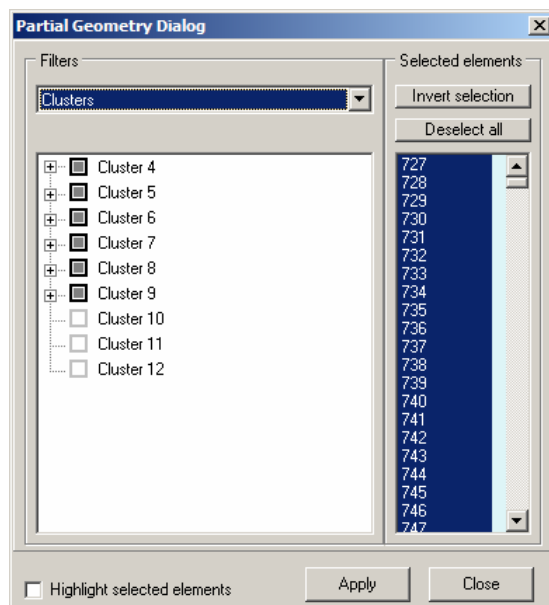 Partial Geometry Dialog
Filters
Clusters
Cluster 4
Cluster 5
Cluster 6
Cluster 7
Cluster 8
Cluster 9
Cluster 10
Cluster 11
Cluster 12
Selected elements
Invert selection
Deselect all
727
728
729
730
731
732
733
734
735
736
737
738
739
740
741
742
743
744
745
746
747
Highlight selected elements
Apply
Close